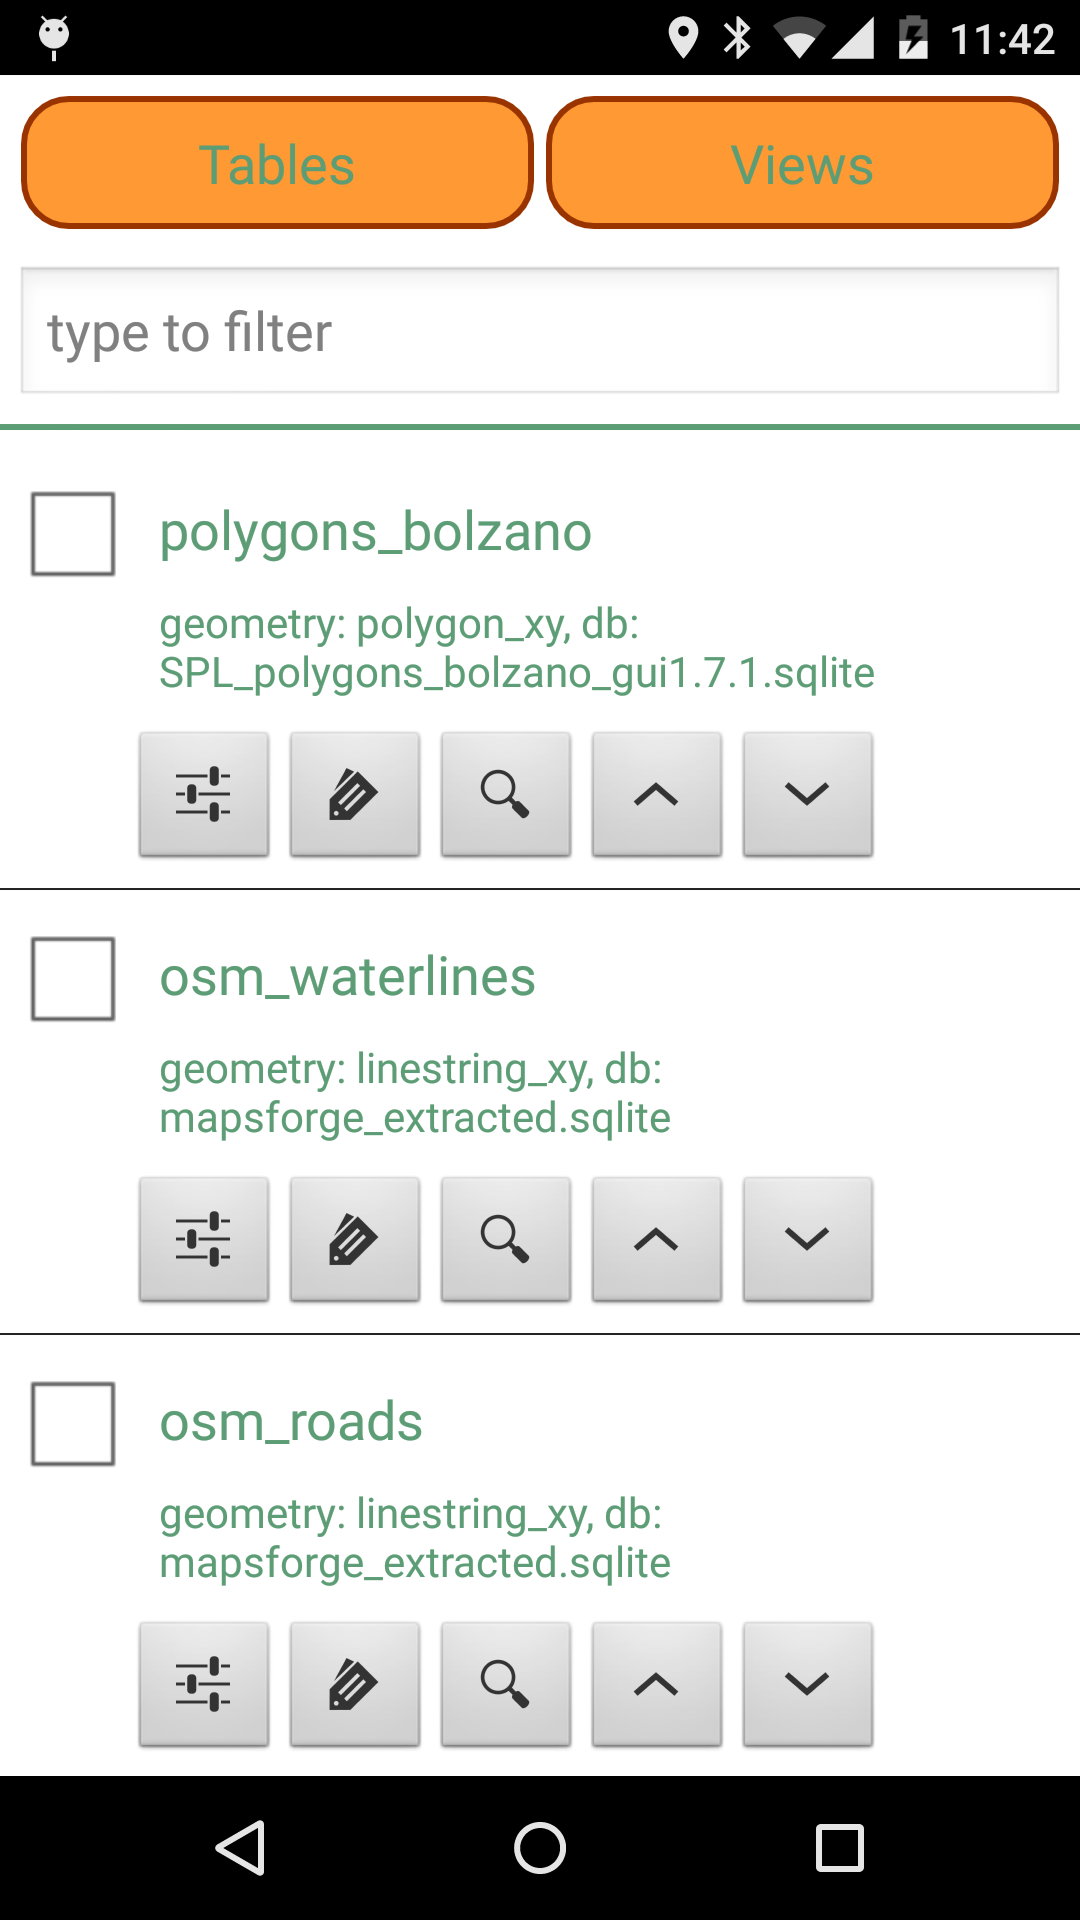 11:42
Tables Views
type to filter
polygons_bolzano
geometry: polygon_xy, db:
SPL_polygons_bolzano_gui1.7.1.sqlite
osm_waterlines
geometry: linestring_xy, db:
mapsforge_extracted.sqlite
osm_roads
geometry: linestring_xy, db:
mapsforge_extracted.sqlite